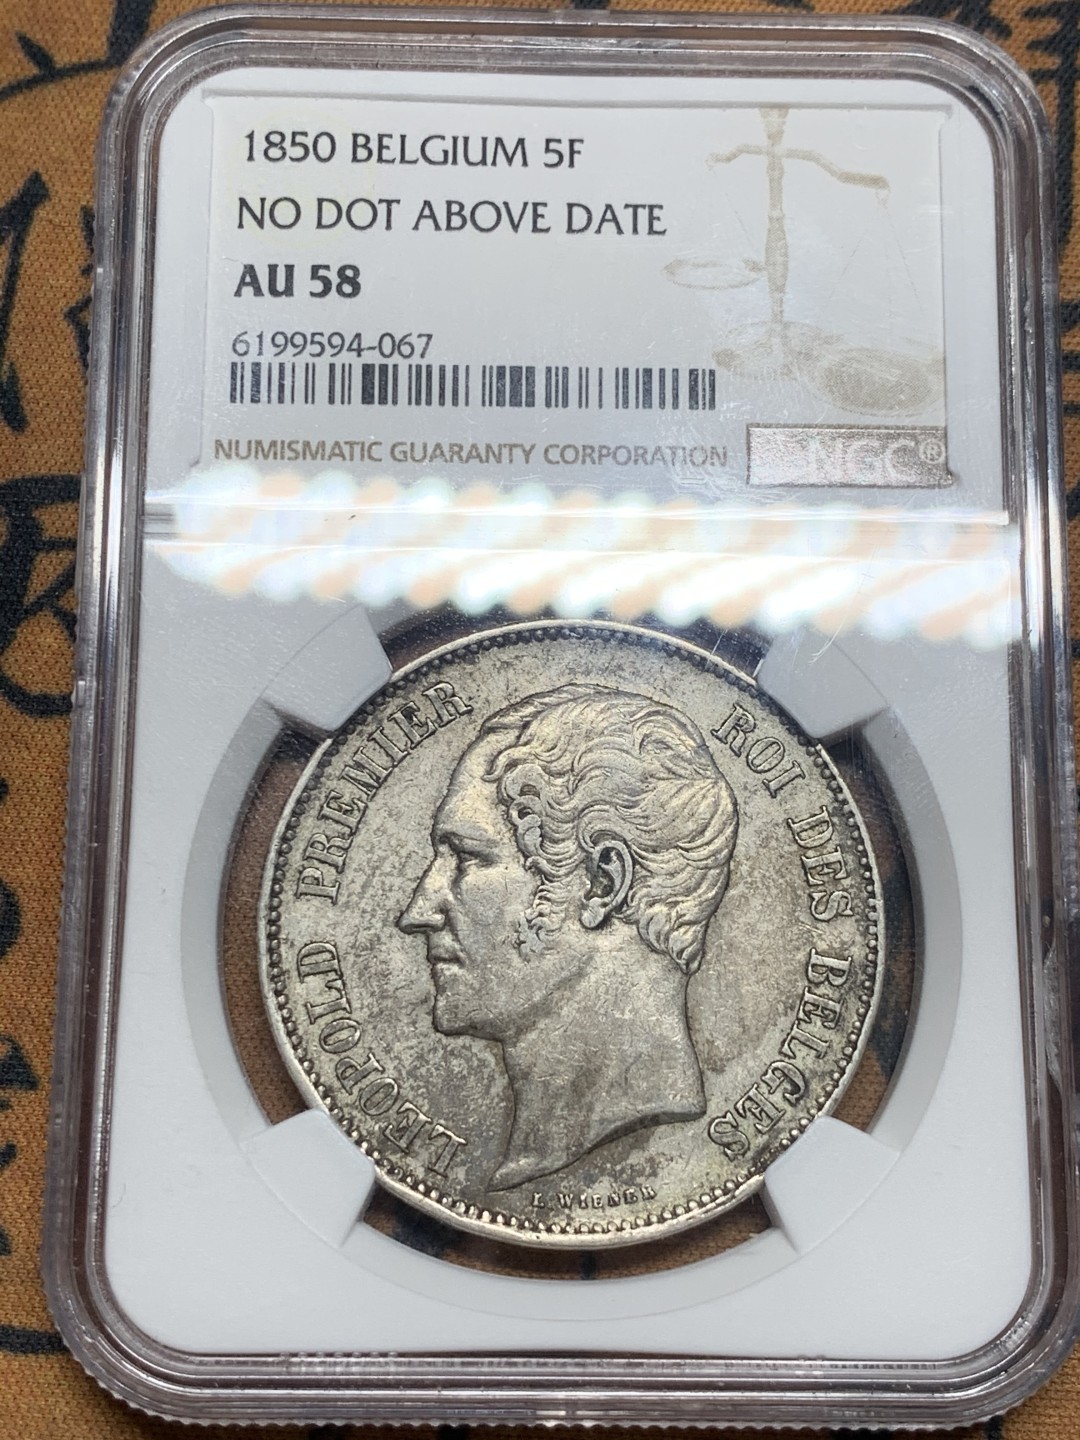 1850 BELGIUM 5F
NO DOT ABOVE DATE
AU 58
6199594-067
NUMISMATIC GUARANTY CORPORATION
NGC®
LEOPOLD PREMIER
ROI DES BELGES
L. WIENER